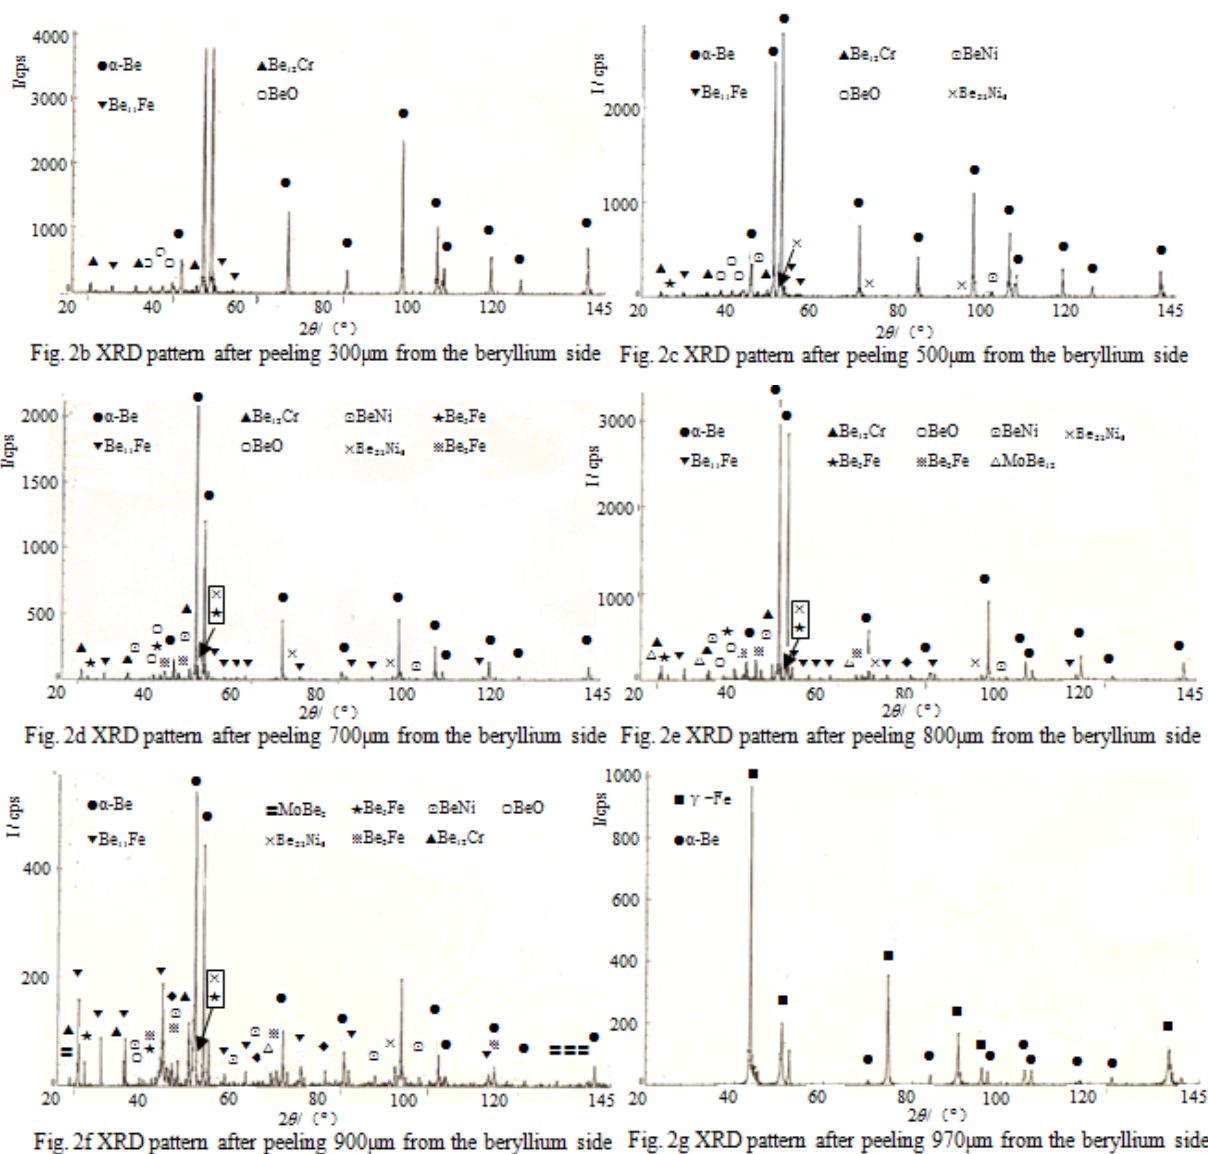 4000
3000
2000
1000
I/cps
●α-Be
▲Be₁₂Cr
▼Be₁₁Fe
○BeO
20 40 60 80 100 120 145
2θ/ (°)
Fig. 2b XRD pattern after peeling 300μm from the beryllium side
2000
1000
0
I / cps
●α-Be
▲Be₁₂Cr
⊡BeNi
▼Be₁₁Fe
○BeO
20 40 60 80 100 120 145
2θ/ (°)
Fig. 2c XRD pattern after peeling 500μm from the beryllium side
2000
1500
1000
500
I/cps
●α-Be
▲Be₁₂Cr
⊡BeNi
★Be₂Fe
▼Be₁₁Fe
○BeO
20 40 60 80 100 120 145
2θ/ (°)
Fig. 2d XRD pattern after peeling 700μm from the beryllium side
3000
2000
1000
0
I / cps
●α-Be
▲Be₁₂Cr
○BeO
⊡BeNi
▼Be₁₁Fe
★Be₂Fe
△MoBe₁₂
20 40 60 80 100 120 145
2θ/ (°)
Fig. 2e XRD pattern after peeling 800μm from the beryllium side
400
200
0
I / cps
●α-Be
〓MoBe₂
★Be₂Fe
⊡BeNi
○BeO
▼Be₁₁Fe
▲Be₁₂Cr
20 40 60 80 100 120 145
2θ/ (°)
Fig. 2f XRD pattern after peeling 900μm from the beryllium side
1000
800
600
400
200
0
I/cps
■ γ-Fe
●α-Be
20 40 60 80 100 120 145
2θ/ (°)
Fig. 2g XRD pattern after peeling 970μm from the beryllium side